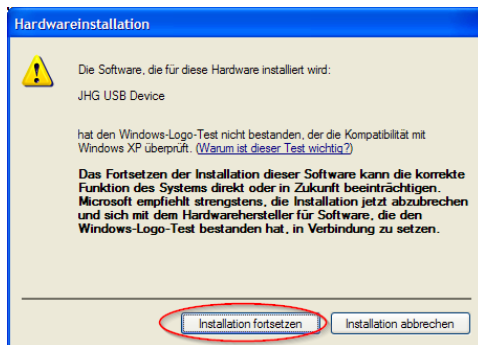 Hardwareinstallation
Die Software, die für diese Hardware installiert wird:
JHG USB Device
hat den Windows-Logo-Test nicht bestanden, der die Kompatibilität mit
Windows XP überprüft. (Warum ist dieser Test wichtig?)
Das Fortsetzen der Installation dieser Software kann die korrekte
Funktion des Systems direkt oder in Zukunft beeinträchtigen.
Microsoft empfiehlt strengstens, die Installation jetzt abzubrechen
und sich mit dem Hardwarehersteller für Software, die den
Windows-Logo-Test bestanden hat, in Verbindung zu setzen.
Installation fortsetzen
Installation abbrechen